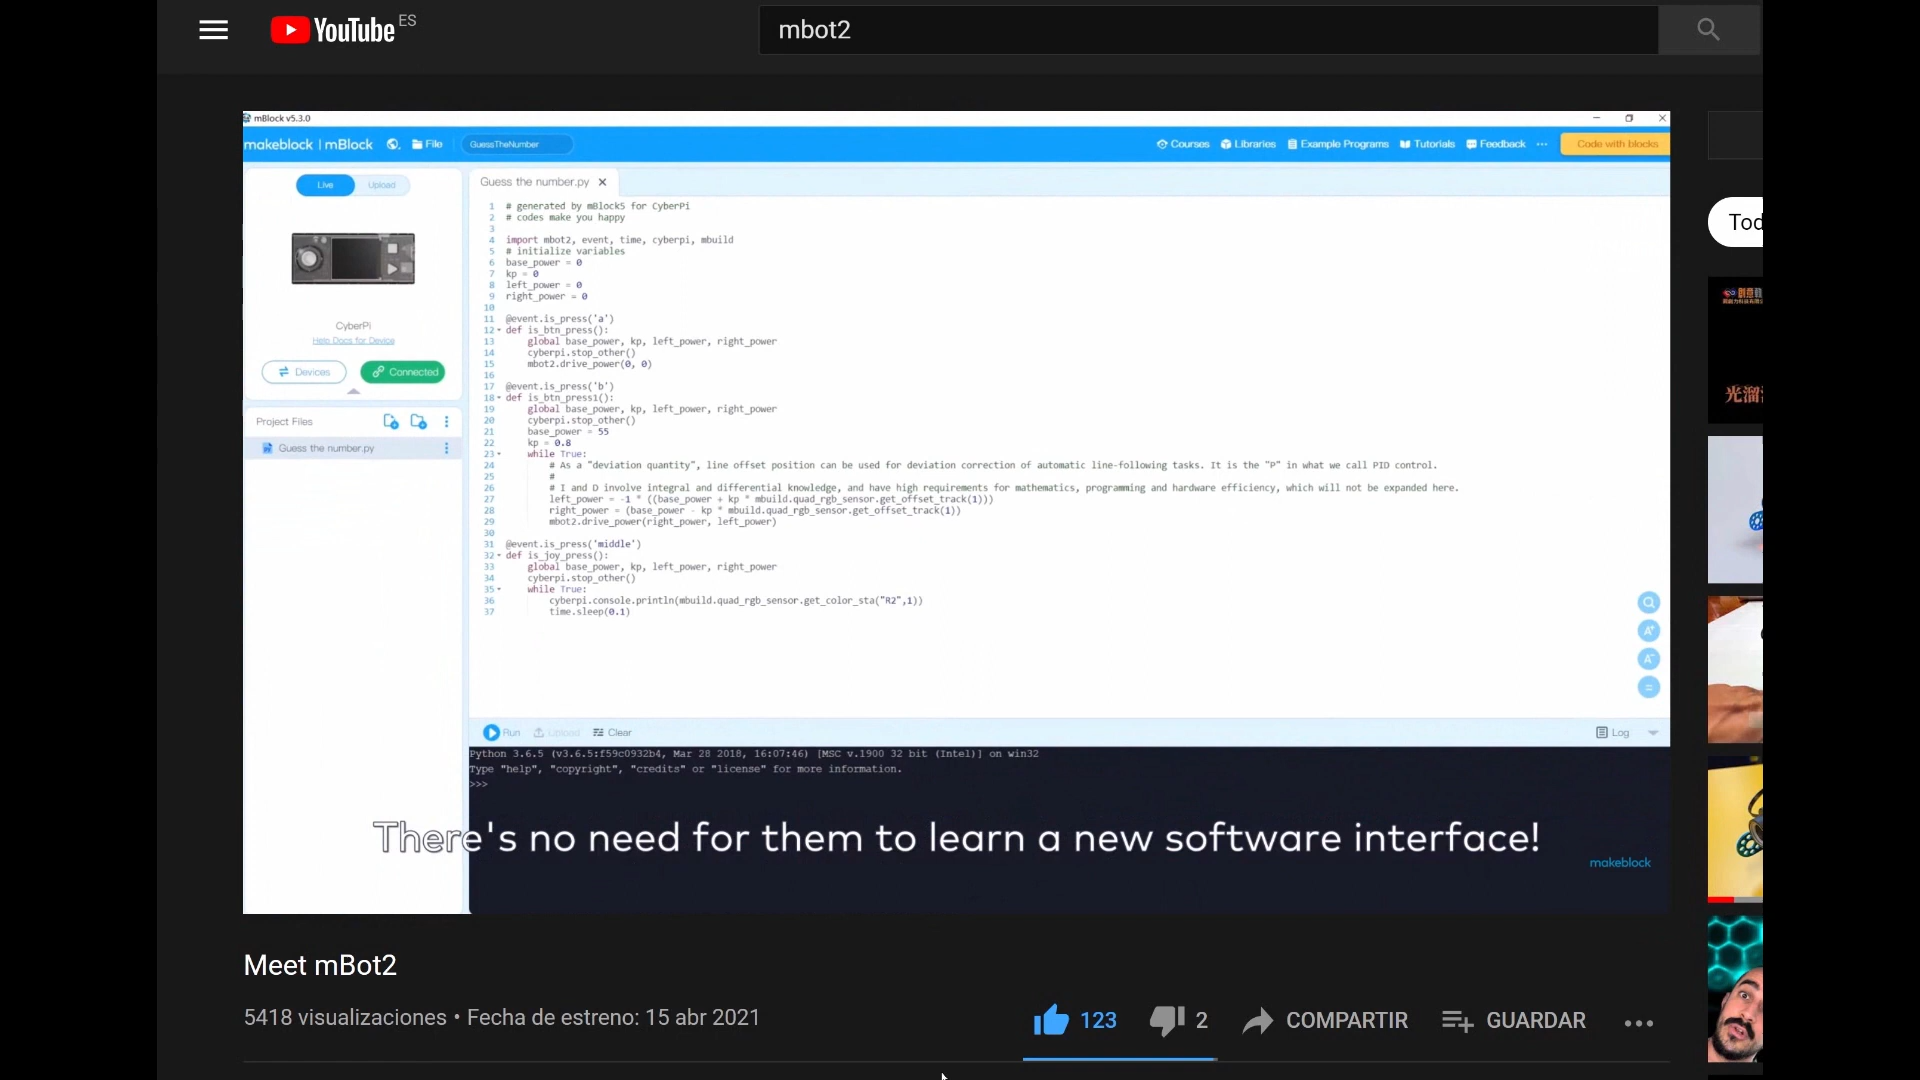 YouTube ES
mbot2
mBlock v5.3.0
makeblock | mBlock
File
GuessTheNumber
Courses
Libraries
Example Programs
Tutorials
Feedback
Code with blocks
Live
Upload
CyberPi
Help Docs for Device
Devices
Connected
Project Files
Guess the number.py
Guess the number.py
1 # generated by mBlock5 for CyberPi
2 # codes make you happy
3
4 import mbot2, event, time, cyberpi, mbuild
5 # initialize variables
6 base_power = 0
7 kp = 0
8 left_power = 0
9 right_power = 0
10
11 @event.is_press('a')
12 def is_btn_press():
13 global base_power, kp, left_power, right_power
14 cyberpi.stop_other()
15 mbot2.drive_power(0, 0)
16
17 @event.is_press('b')
18 def is_btn_press1():
19 global base_power, kp, left_power, right_power
20 cyberpi.stop_other()
21 base_power = 55
22 kp = 0.8
23 while True:
24 # As a "deviation quantity", line offset position can be used for deviation correction of automatic line-following tasks. It is the "P" in what we call PID control.
25 #
26 # I and D involve integral and differential knowledge, and have high requirements for mathematics, programming and hardware efficiency, which will not be expanded here.
27 left_power = -1 * ((base_power + kp * mbuild.quad_rgb_sensor.get_offset_track(1)))
28 right_power = (base_power - kp * mbuild.quad_rgb_sensor.get_offset_track(1))
29 mbot2.drive_power(right_power, left_power)
30
31 @event.is_press('middle')
32 def is_joy_press():
33 global base_power, kp, left_power, right_power
34 cyberpi.stop_other()
35 while True:
36 cyberpi.console.println(mbuild.quad_rgb_sensor.get_color_sta("R2",1))
37 time.sleep(0.1)
Run
Upload
Clear
Log
Python 3.6.5 (v3.6.5:f59c0932b4, Mar 28 2018, 16:07:46) [MSC v.1900 32 bit (Intel)] on win32
Type "help", "copyright", "credits" or "license" for more information.
>>>
There's no need for them to learn a new software interface!
makeblock
Meet mBot2
5418 visualizaciones • Fecha de estreno: 15 abr 2021
123
2
COMPARTIR
GUARDAR
Tod